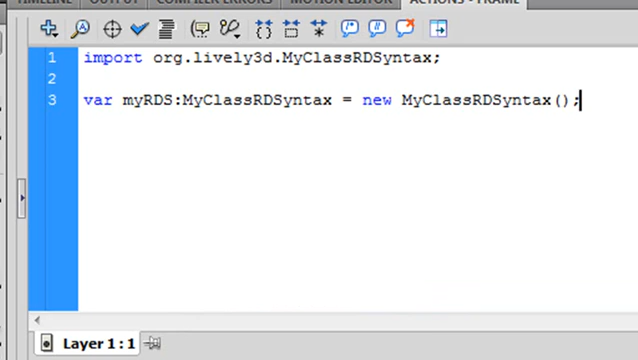 TIMELINE OUTPUT COMPILER ERRORS MOTION EDITOR ACTIONS - FRAME
1 import org.lively3d.MyClassRDSyntax;
2
3 var myRDS:MyClassRDSyntax = new MyClassRDSyntax();
Layer 1 : 1